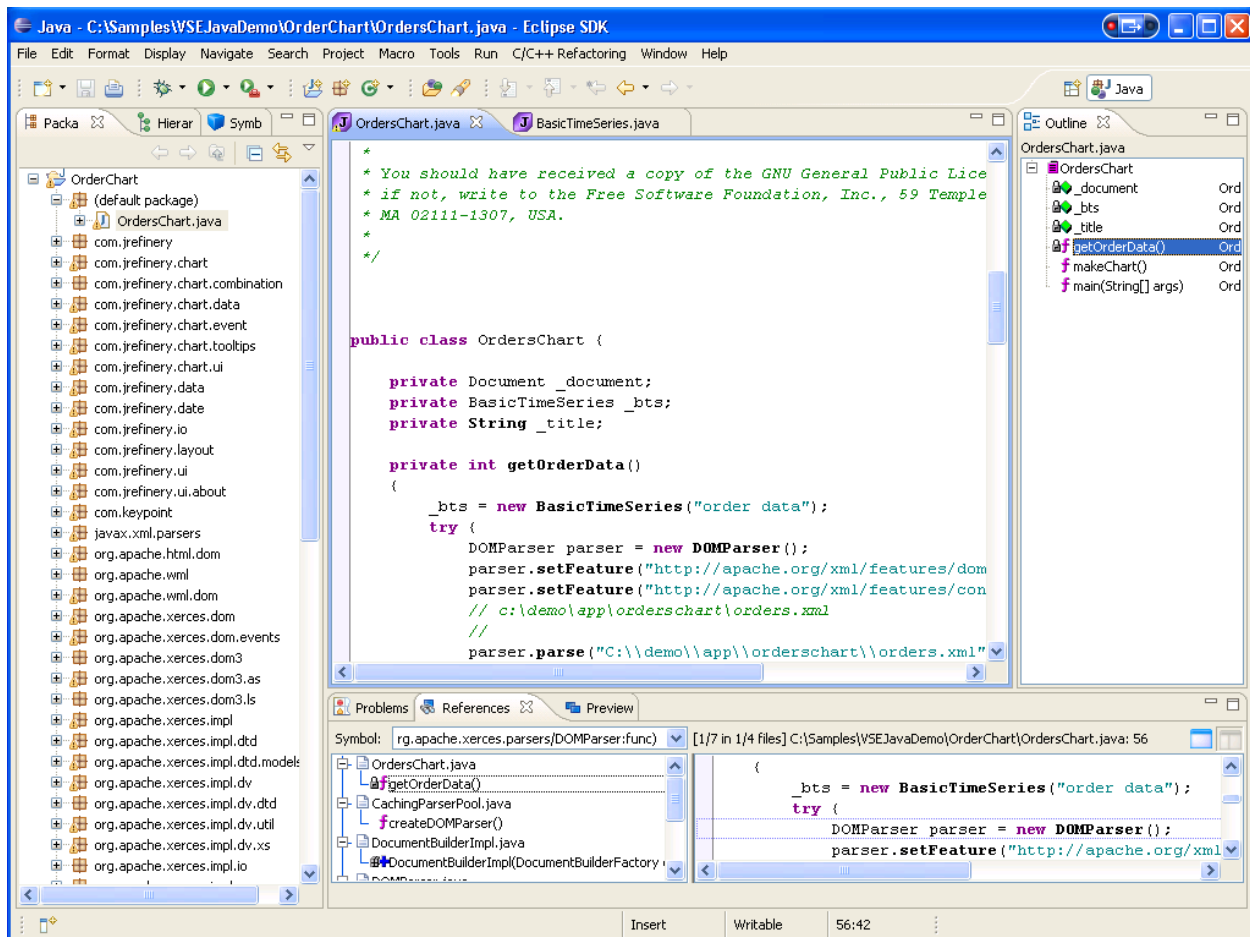 Java - C:\Samples\VSEJavaDemo\OrderChart\OrdersChart.java - Eclipse SDK
File Edit Format Display Navigate Search Project Macro Tools Run C/C++ Refactoring Window Help
Java
Packa Hierar Symb
OrderChart
(default package)
OrdersChart.java
com.jrefinery
com.jrefinery.chart
com.jrefinery.chart.combination
com.jrefinery.chart.data
com.jrefinery.chart.event
com.jrefinery.chart.tooltips
com.jrefinery.chart.ui
com.jrefinery.data
com.jrefinery.date
com.jrefinery.io
com.jrefinery.layout
com.jrefinery.ui
com.jrefinery.ui.about
com.keypoint
javax.xml.parsers
org.apache.html.dom
org.apache.wml
org.apache.wml.dom
org.apache.xerces.dom
org.apache.xerces.dom.events
org.apache.xerces.dom3
org.apache.xerces.dom3.as
org.apache.xerces.dom3.ls
org.apache.xerces.impl
org.apache.xerces.impl.dtd
org.apache.xerces.impl.dtd.models
org.apache.xerces.impl.dv
org.apache.xerces.impl.dv.dtd
org.apache.xerces.impl.dv.util
org.apache.xerces.impl.dv.xs
org.apache.xerces.impl.io
OrdersChart.java BasicTimeSeries.java
*
* You should have received a copy of the GNU General Public Lice
* if not, write to the Free Software Foundation, Inc., 59 Temple
* MA 02111-1307, USA.
*
*/
public class OrdersChart {
private Document _document;
private BasicTimeSeries _bts;
private String _title;
private int getOrderData()
{
_bts = new BasicTimeSeries("order data");
try {
DOMParser parser = new DOMParser();
parser.setFeature("http://apache.org/xml/features/dom
parser.setFeature("http://apache.org/xml/features/con
// c:\demo\app\orderschart\orders.xml
//
parser.parse("C:\\demo\\app\\orderschart\\orders.xml"
Outline
OrdersChart.java
OrdersChart
_document Ord
_bts Ord
_title Ord
getOrderData() Ord
makeChart() Ord
main(String[] args) Ord
Problems References Preview
Symbol: rg.apache.xerces.parsers/DOMParser:func) [1/7 in 1/4 files] C:\Samples\VSEJavaDemo\OrderChart\OrdersChart.java: 56
OrdersChart.java
getOrderData()
CachingParserPool.java
createDOMParser()
DocumentBuilderImpl.java
DocumentBuilderImpl(DocumentBuilderFactory
{
_bts = new BasicTimeSeries("order data");
try {
DOMParser parser = new DOMParser();
parser.setFeature("http://apache.org/xml
Insert Writable 56:42